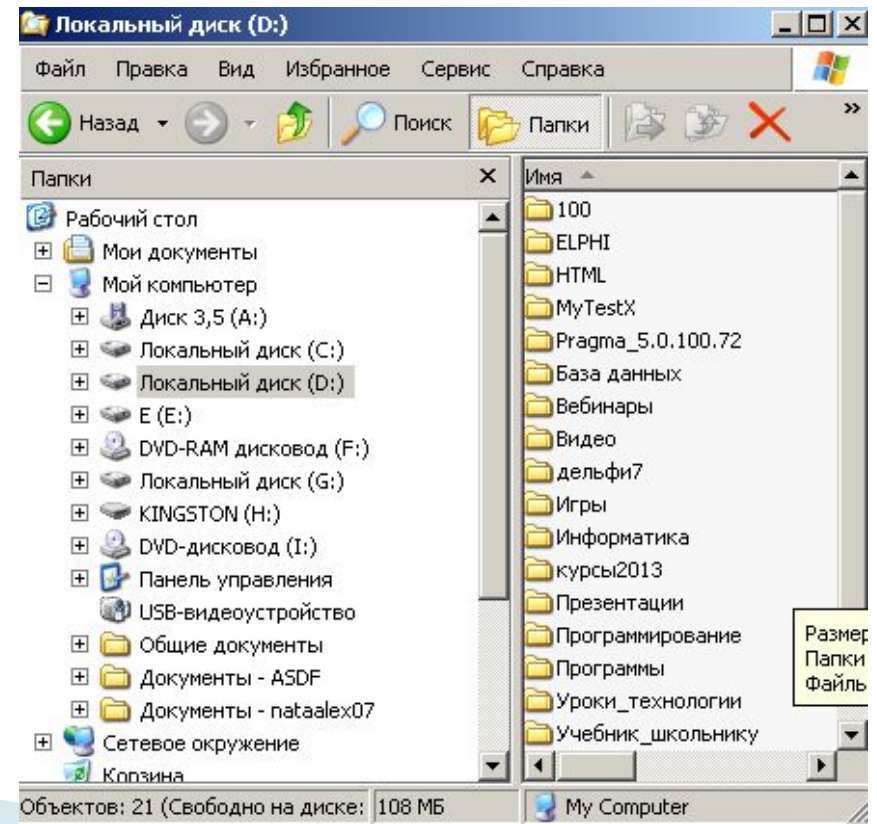 Локальный диск (D:)
Файл Правка Вид Избранное Сервис Справка
Назад Поиск Папки »
Папки
Рабочий стол
Мои документы
Мой компьютер
Диск 3,5 (A:)
Локальный диск (C:)
Локальный диск (D:)
E (E:)
DVD-RAM дисковод (F:)
Локальный диск (G:)
KINGSTON (H:)
DVD-дисковод (I:)
Панель управления
USB-видеоустройство
Общие документы
Документы - ASDF
Документы - nataalex07
Сетевое окружение
Корзина
Имя
100
ELPHI
HTML
MyTestX
Pragma_5.0.100.72
База данных
Вебинары
Видео
дельфи7
Игры
Информатика
курсы2013
Презентации
Программирование
Программы
Уроки_технологии
Учебник_школьнику
Размер
Папки
Файлы
Объектов: 21 (Свободно на диске: 108 МБ My Computer